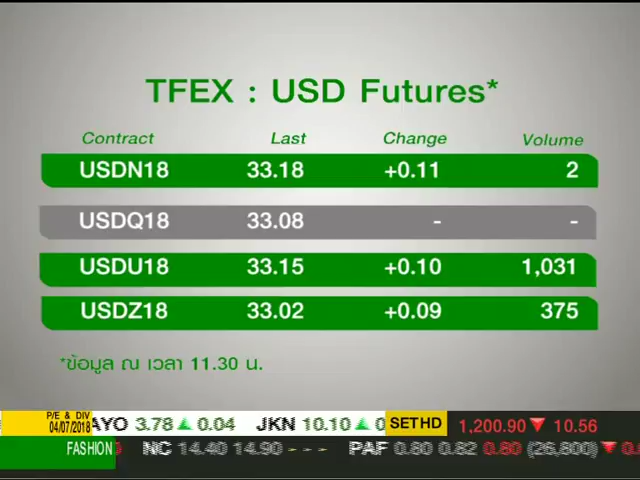 TFEX : USD Futures*
Contract Last Change Volume
USDN18 33.18 +0.11 2
USDQ18 33.08 - -
USDU18 33.15 +0.10 1,031
USDZ18 33.02 +0.09 375
*ข้อมูล ณ เวลา 11.30 น.
P/E & DIV
04/07/2018
AYO 3.78 ▲ 0.04 JKN 10.10 ▲ 0
SETHD 1,200.90 ▼ 10.56
FASHION
NC 14.40 14.90 - - - PAF 0.80 0.82 0.80 (26,800) ▼ 0.0